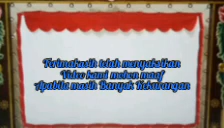 Terimakasih telah menyaksikan
Video kami mohon maaf
Apabila masih Banyak Kekurangan